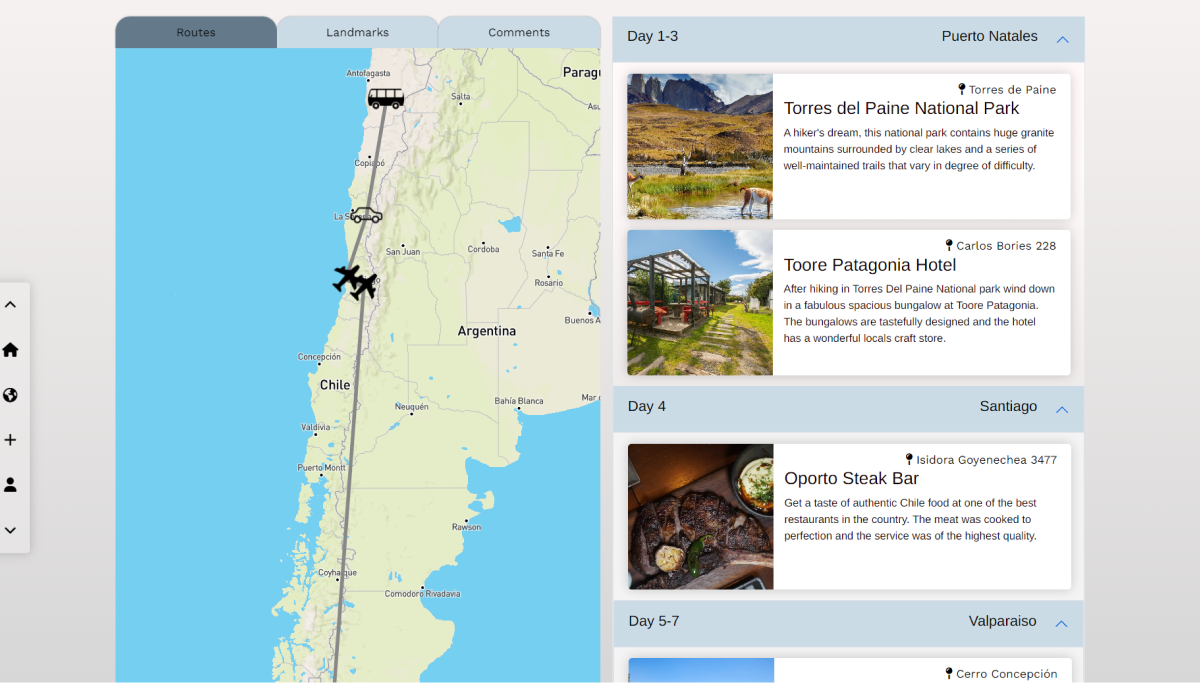 Routes
Landmarks
Comments
Antofagasta
Salta
Copiapó
San Juan
Cordoba
Santa Fe
Rosario
Argentina
Concepción
Chile
Neuquén
Bahía Blanca
Valdivia
Puerto Montt
Rawson
Coyhaique
Comodoro Rivadavia
Day 1-3
Puerto Natales
Torres de Paine
Torres del Paine National Park
A hiker's dream, this national park contains huge granite
mountains surrounded by clear lakes and a series of
well-maintained trails that vary in degree of difficulty.
Carlos Bories 228
Toore Patagonia Hotel
After hiking in Torres Del Paine National park wind down
in a fabulous spacious bungalow at Toore Patagonia.
The bungalows are tastefully designed and the hotel
has a wonderful locals craft store.
Day 4
Santiago
Isidora Goyenechea 3477
Oporto Steak Bar
Get a taste of authentic Chile food at one of the best
restaurants in the country. The meat was cooked to
perfection and the service was of the highest quality.
Day 5-7
Valparaiso
Cerro Concepción